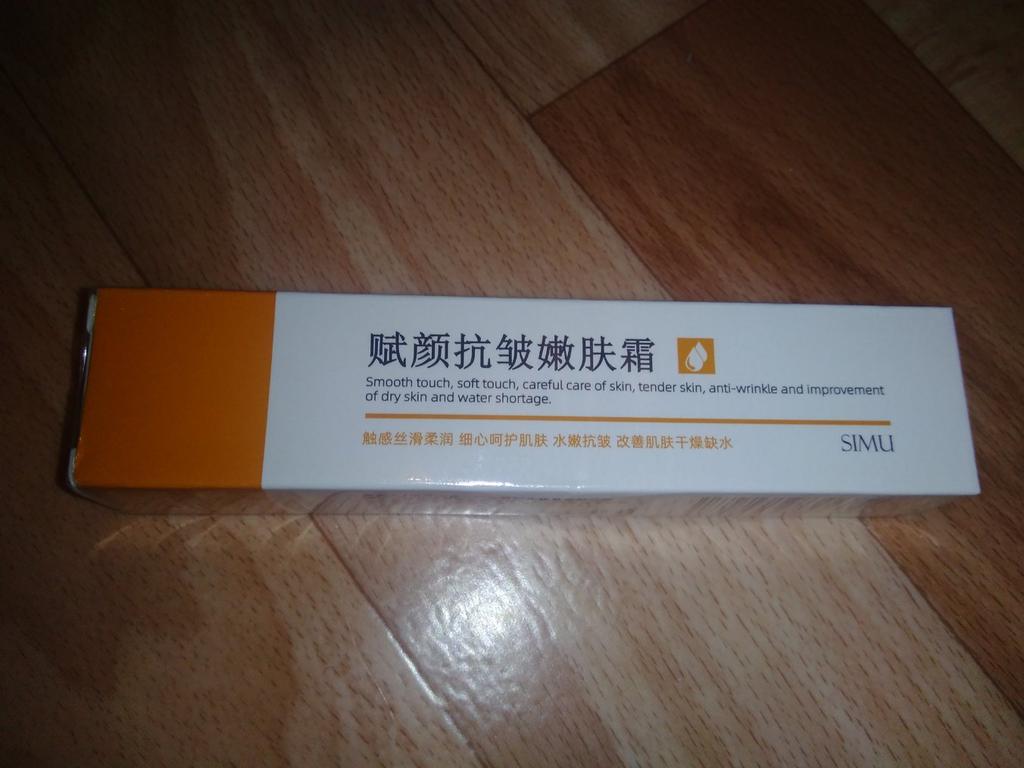 赋颜抗皱嫩肤霜
Smooth touch, soft touch, careful care of skin, tender skin, anti-wrinkle and improvement
of dry skin and water shortage.
触感丝滑柔润 细心呵护肌肤 水嫩抗皱 改善肌肤干燥缺水
SIMU